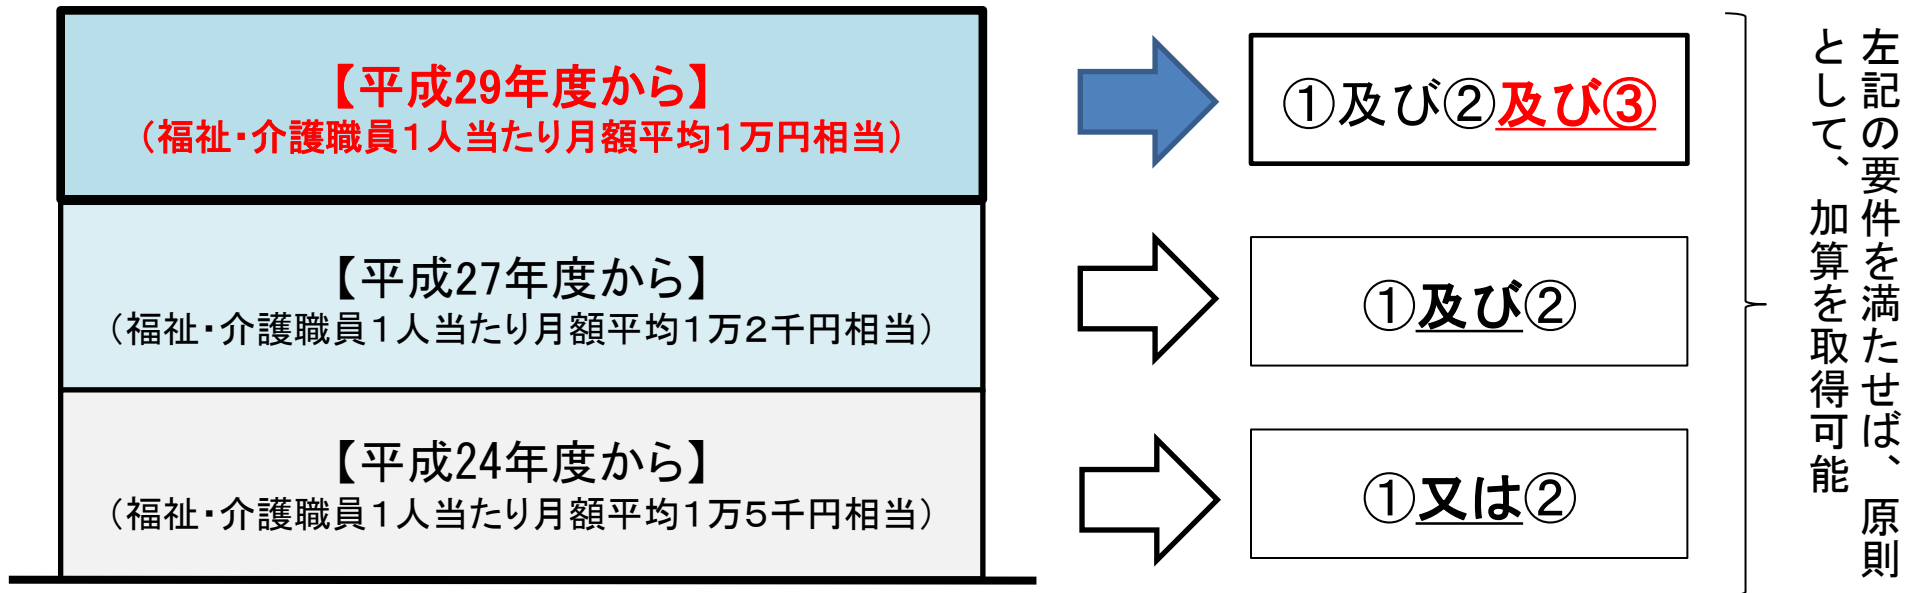 【平成29年度から】
（福祉・介護職員１人当たり月額平均１万円相当）
①及び②及び③
【平成27年度から】
（福祉・介護職員１人当たり月額平均１万２千円相当）
①及び②
【平成24年度から】
（福祉・介護職員１人当たり月額平均１万５千円相当）
①又は②
左記の要件を満たせば、原則
として、加算を取得可能